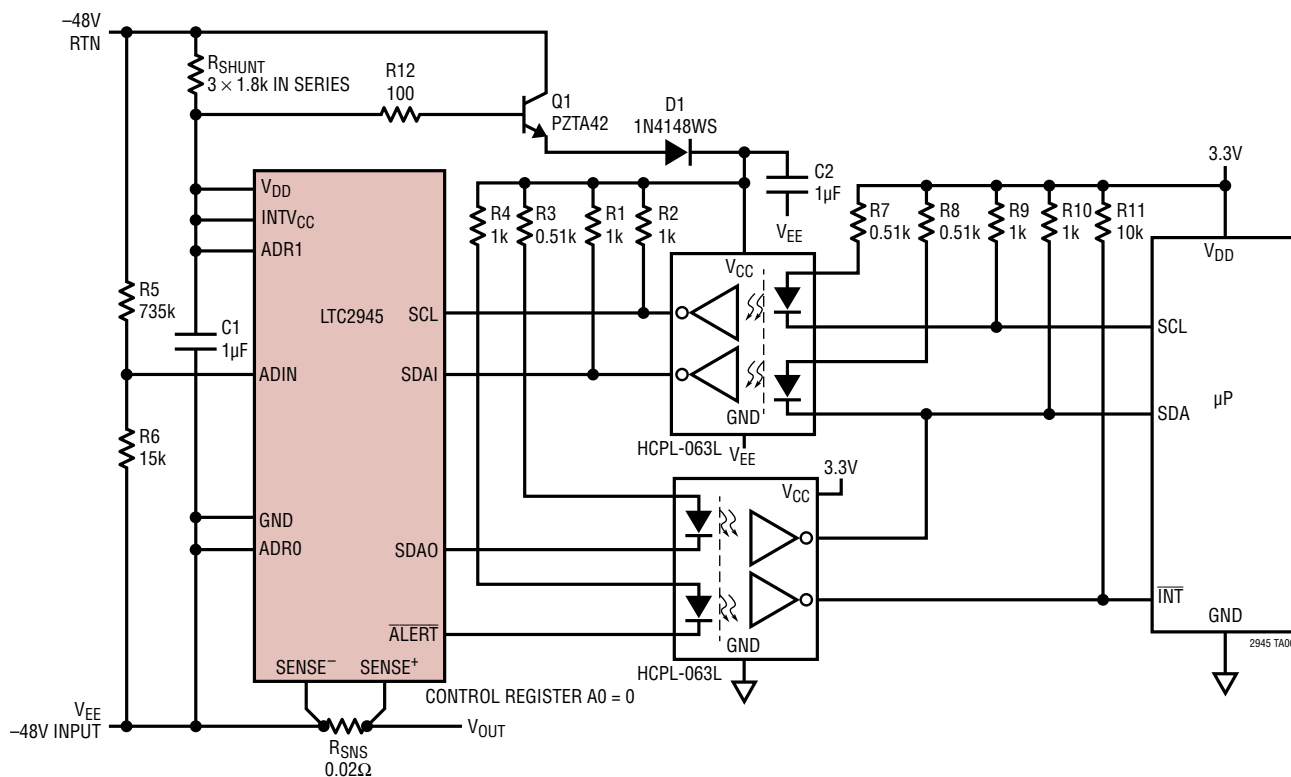 –48V
RTN
RSHUNT
3 × 1.8k IN SERIES
R12
100
Q1
PZTA42
D1
1N4148WS
C2
1µF
VEE
3.3V
R4
1k
R3
0.51k
R1
1k
R2
1k
R7
0.51k
R8
0.51k
R9
1k
R10
1k
R11
10k
VDD
INTVCC
ADR1
LTC2945
SCL
SDAI
VCC
GND
HCPL-063L
VEE
VDD
SCL
SDA
µP
R5
735k
C1
1µF
ADIN
R6
15k
GND
ADR0
SDAO
ALERT
SENSE–
SENSE+
3.3V
VCC
GND
HCPL-063L
INT
GND
CONTROL REGISTER A0 = 0
VEE
–48V INPUT
RSNS
0.02Ω
VOUT